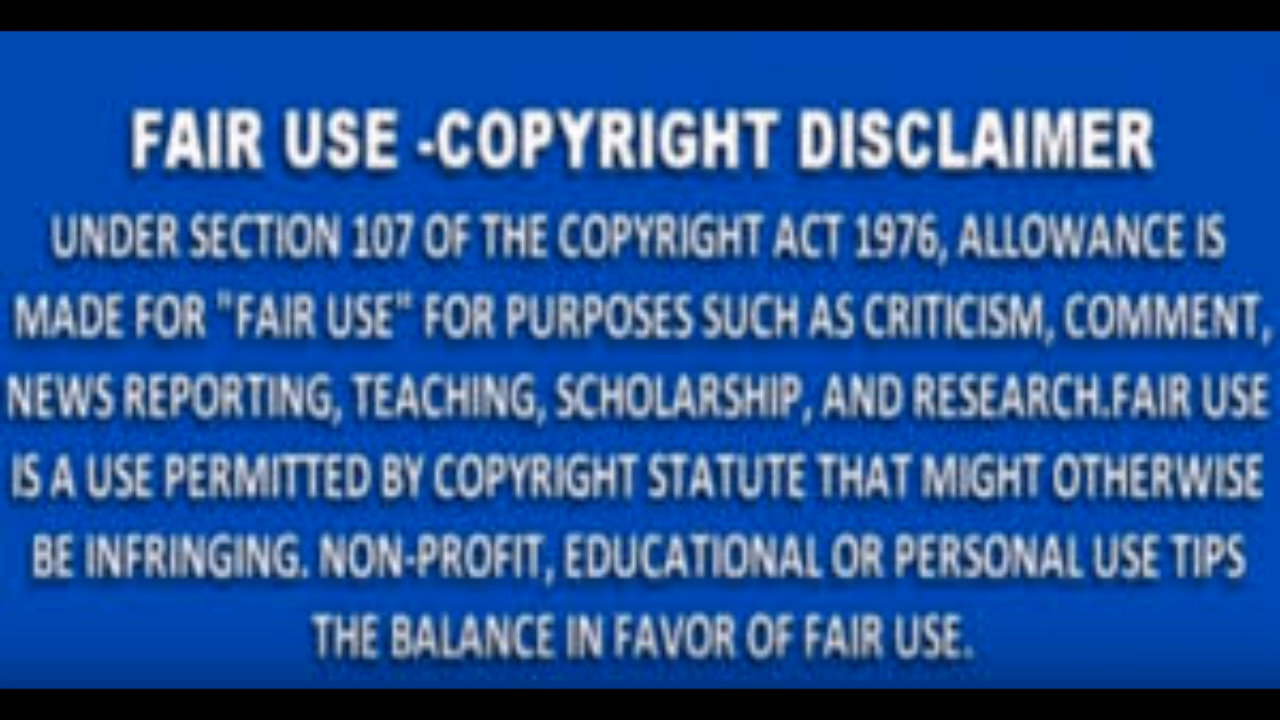 FAIR USE -COPYRIGHT DISCLAIMER
UNDER SECTION 107 OF THE COPYRIGHT ACT 1976, ALLOWANCE IS
MADE FOR "FAIR USE" FOR PURPOSES SUCH AS CRITICISM, COMMENT,
NEWS REPORTING, TEACHING, SCHOLARSHIP, AND RESEARCH.FAIR USE
IS A USE PERMITTED BY COPYRIGHT STATUTE THAT MIGHT OTHERWISE
BE INFRINGING. NON-PROFIT, EDUCATIONAL OR PERSONAL USE TIPS
THE BALANCE IN FAVOR OF FAIR USE.